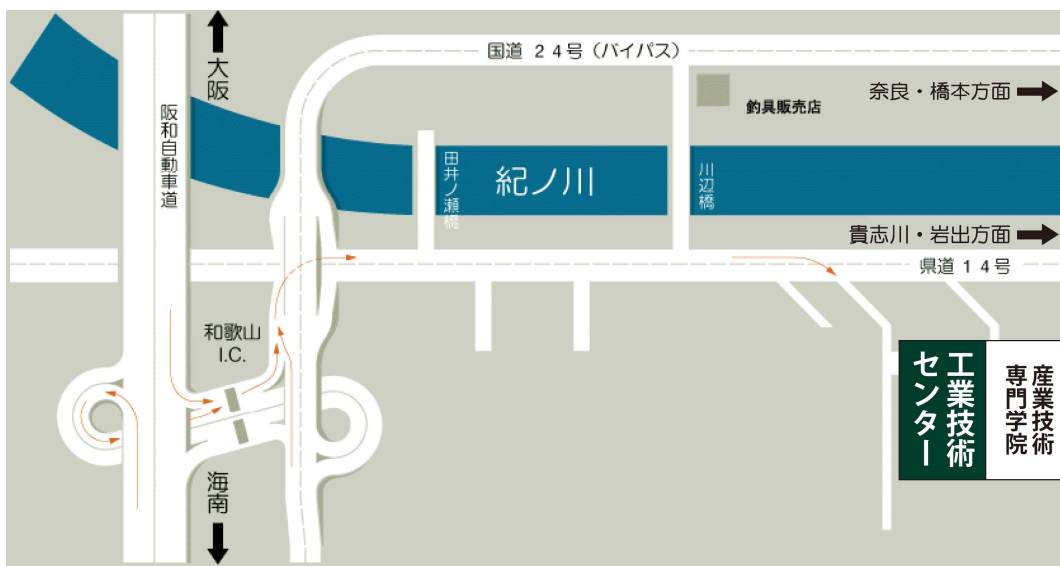 大阪
国道 24号(バイパス)
奈良・橋本方面
釣具販売店
阪和自動車道
田井ノ瀬橋
紀ノ川
川辺橋
貴志川・岩出方面
県道 14号
和歌山
I.C.
工業技術
センター
産業技術
専門学院
海南